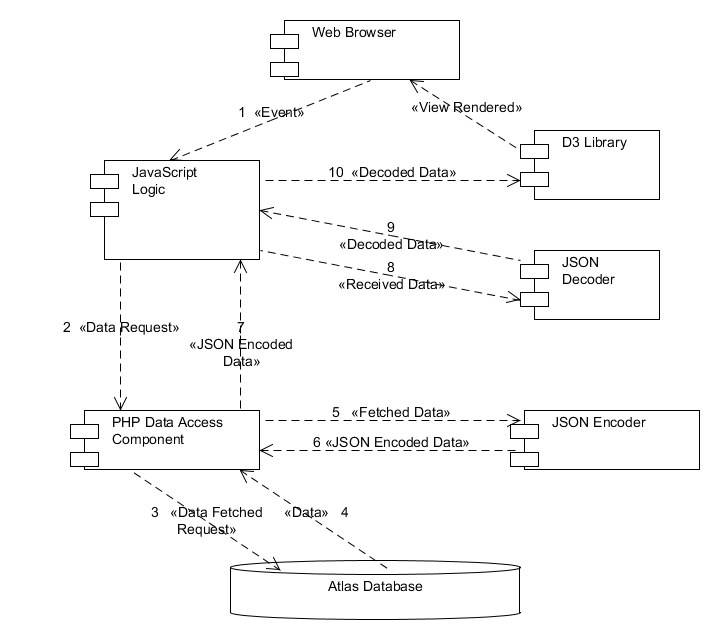 Web Browser
1 «Event»
«View Rendered»
D3 Library
JavaScript
Logic
10 «Decoded Data»
9
«Decoded Data»
8
«Received Data»
JSON
Decoder
2 «Data Request»
7
«JSON Encoded
Data»
PHP Data Access
Component
5 «Fetched Data»
6 «JSON Encoded Data»
JSON Encoder
3 «Data Fetched
Request»
«Data» 4
Atlas Database